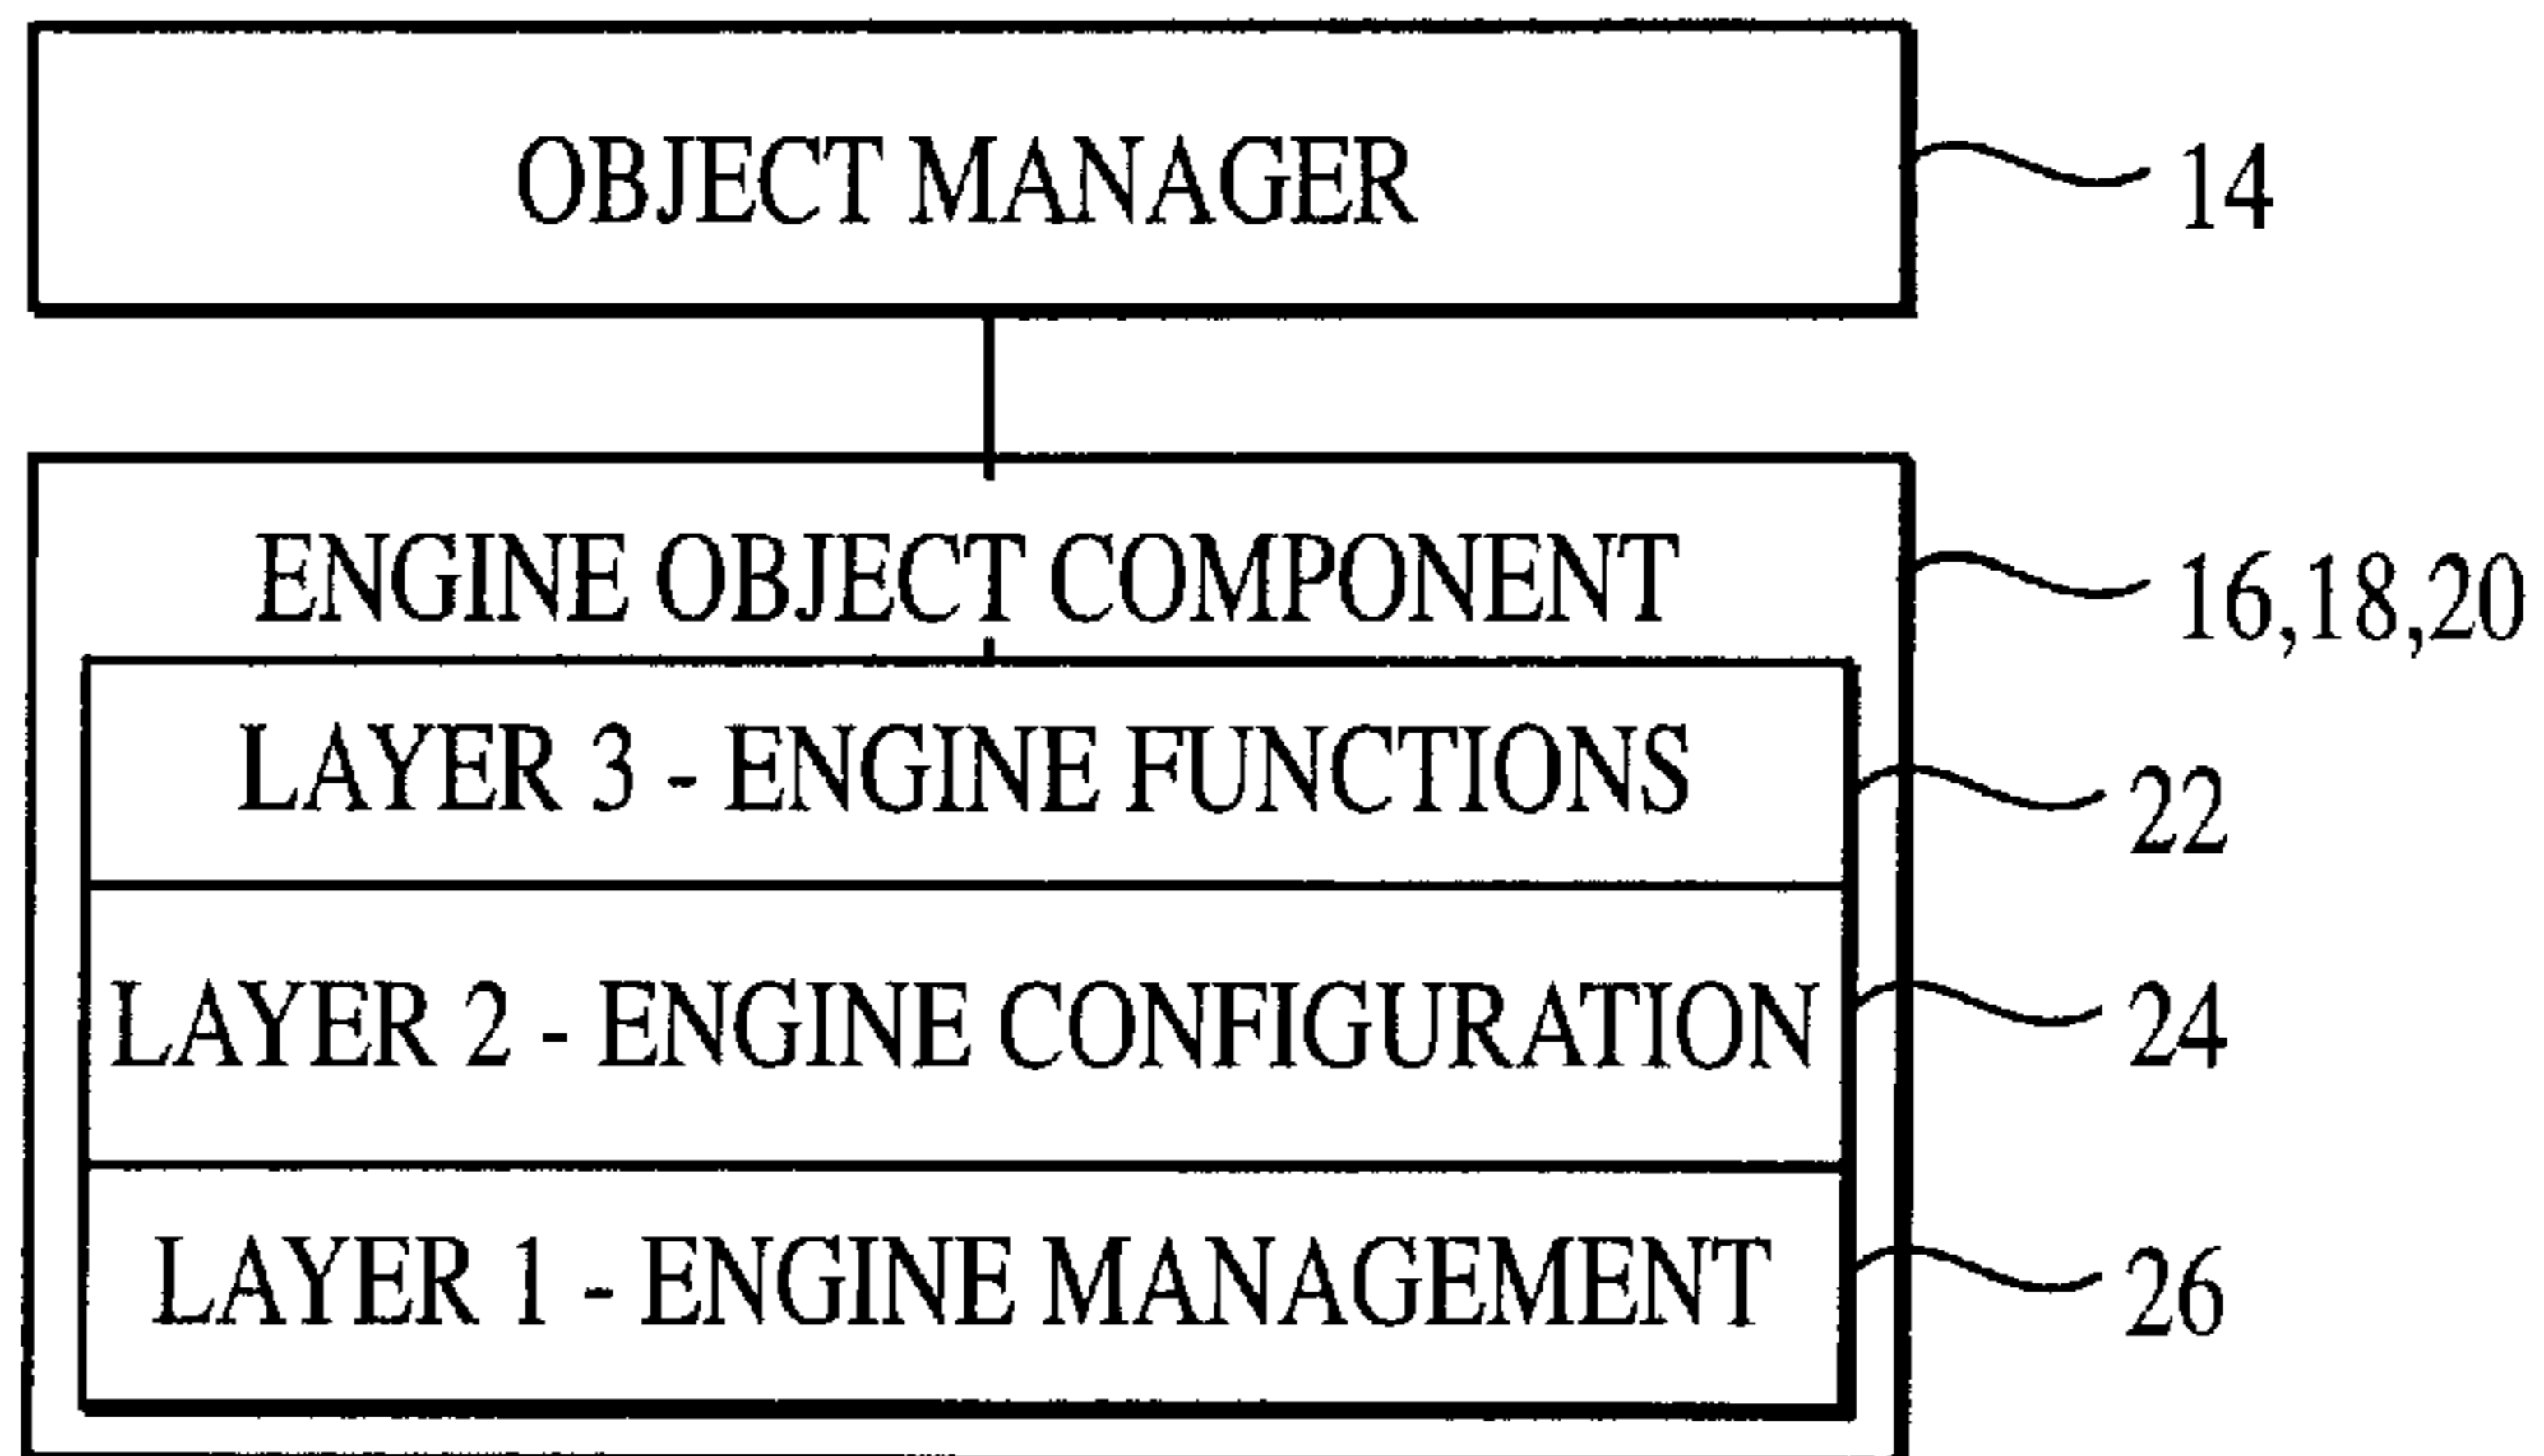 OBJECT MANAGER
14
ENGINE OBJECT COMPONENT
16,18,20
LAYER 3 - ENGINE FUNCTIONS
22
LAYER 2 - ENGINE CONFIGURATION
24
LAYER 1 - ENGINE MANAGEMENT
26